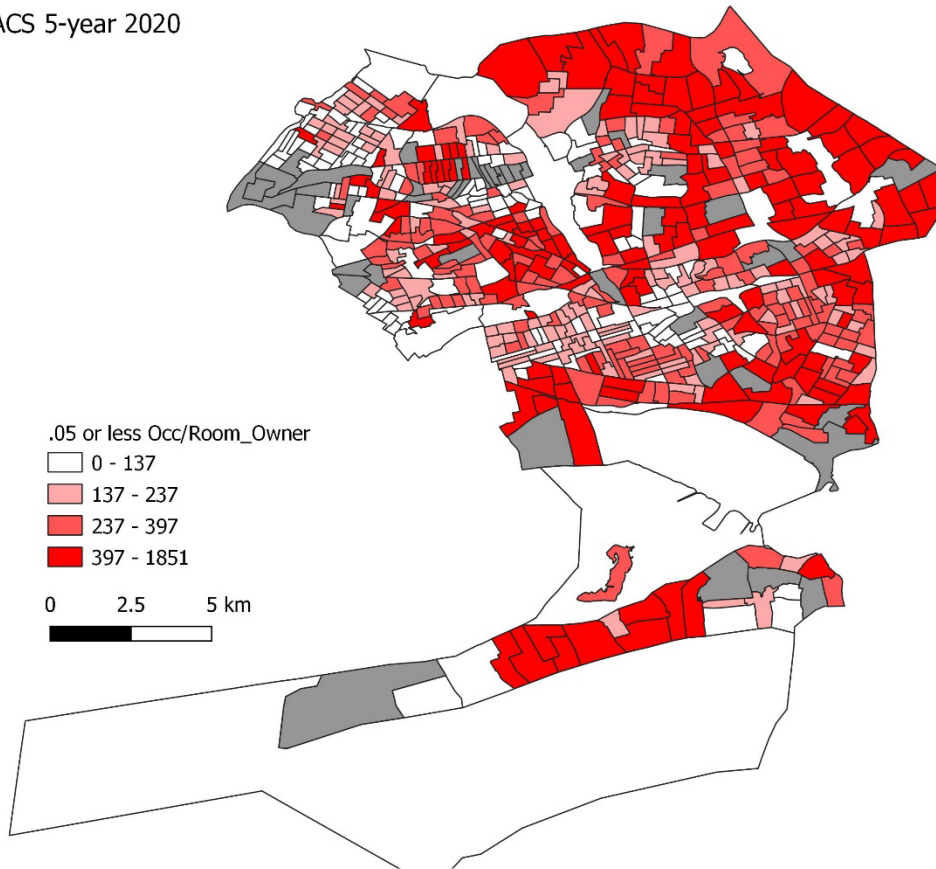 ACS 5-year 2020
.05 or less Occ/Room_Owner
0 - 137
137 - 237
237 - 397
397 - 1851
0 2.5 5 km